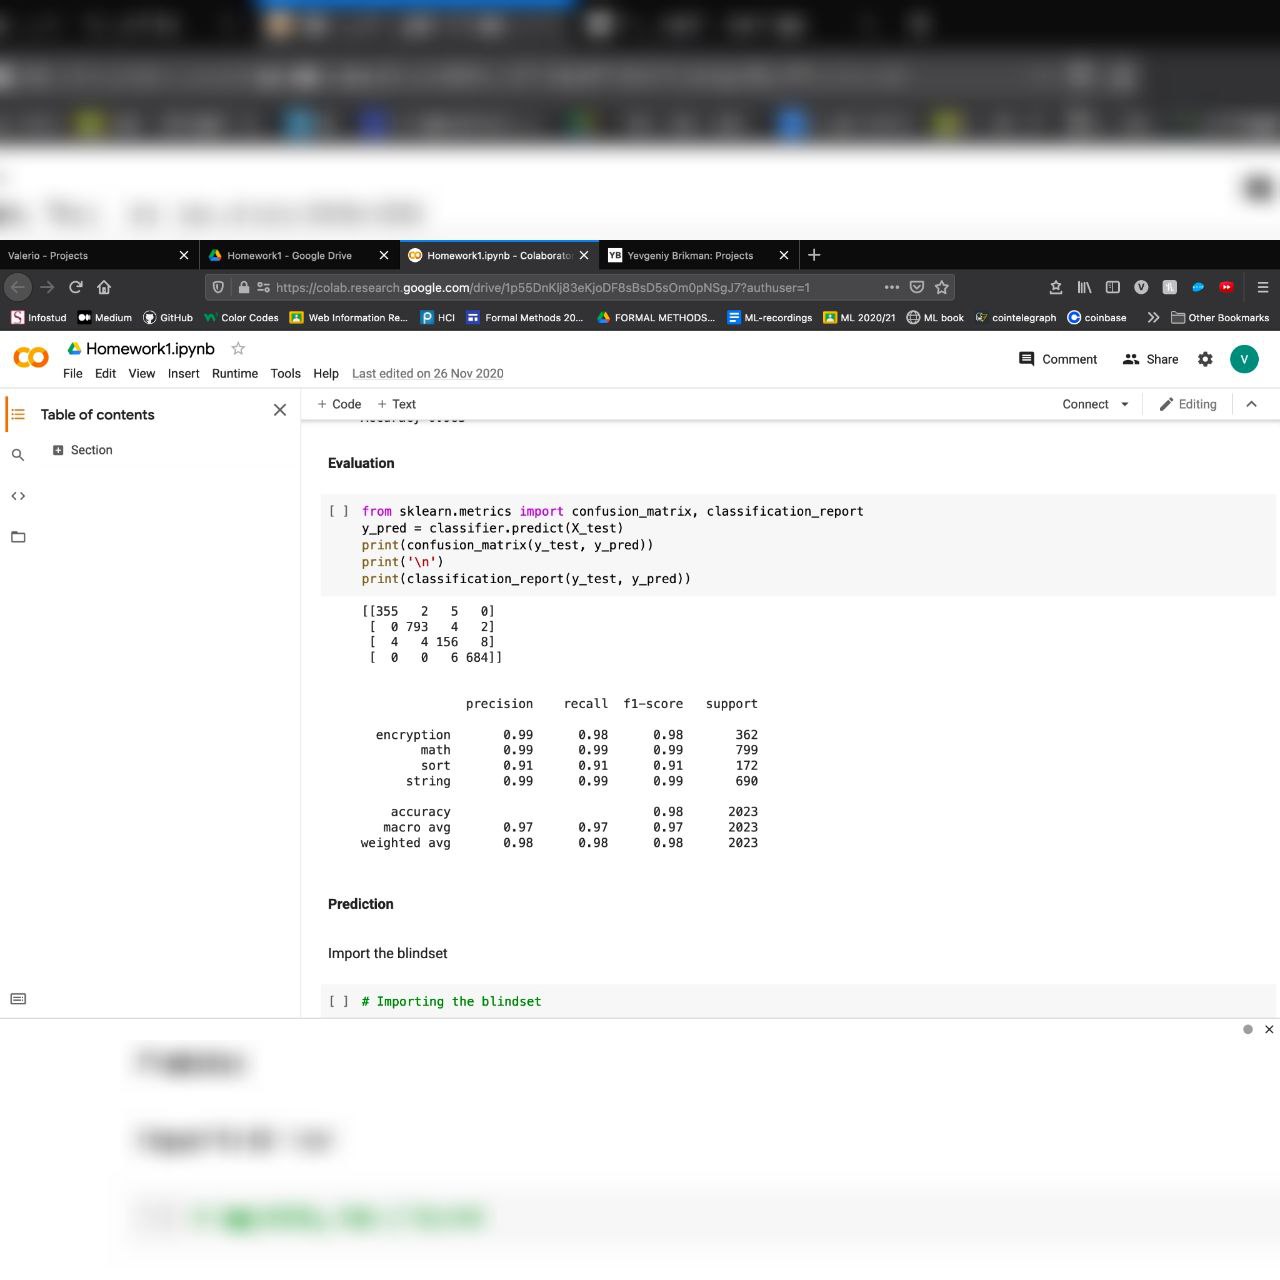 Valerio - Projects
Homework1 - Google Drive
Homework1.ipynb - Colaborato
YB Yevgeniy Brikman: Projects
https://colab.research.google.com/drive/1p55DnKlj83eKjoDF8sBsD5sOm0pNSgJ7?authuser=1
Infostud Medium GitHub Color Codes Web Information Re... HCI Formal Methods 20... FORMAL METHODS... ML-recordings ML 2020/21 ML book cointelegraph coinbase Other Bookmarks
Homework1.ipynb
Comment Share V
File Edit View Insert Runtime Tools Help Last edited on 26 Nov 2020
Table of contents
+ Code + Text
Connect Editing
Section
Evaluation
[ ] from sklearn.metrics import confusion_matrix, classification_report
y_pred = classifier.predict(X_test)
print(confusion_matrix(y_test, y_pred))
print('\n')
print(classification_report(y_test, y_pred))
[[355 2 5 0]
[ 0 793 4 2]
[ 4 4 156 8]
[ 0 0 6 684]]
precision recall f1-score support
encryption 0.99 0.98 0.98 362
math 0.99 0.99 0.99 799
sort 0.91 0.91 0.91 172
string 0.99 0.99 0.99 690
accuracy 0.98 2023
macro avg 0.97 0.97 0.97 2023
weighted avg 0.98 0.98 0.98 2023
Prediction
Import the blindset
[ ] # Importing the blindset